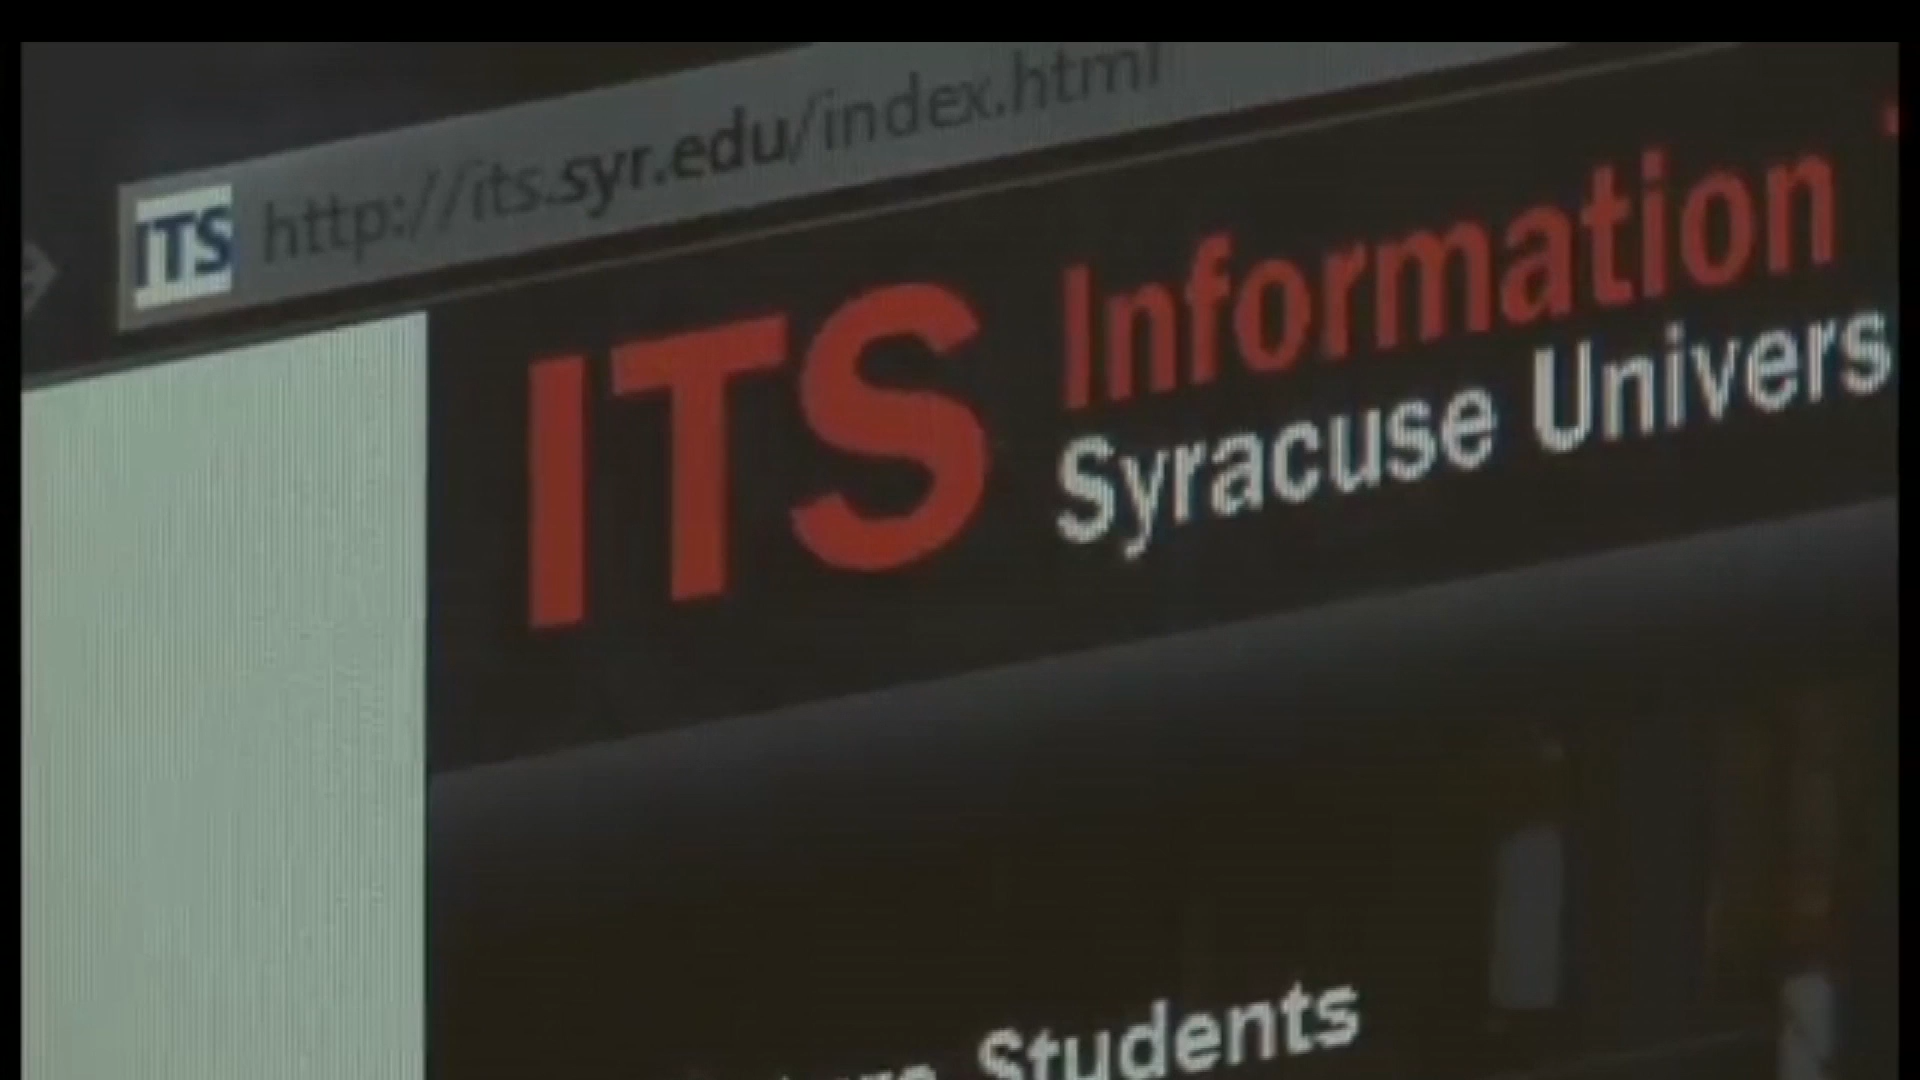 ITS http://its.syr.edu/index.html
ITS Information
Syracuse Univers
Students